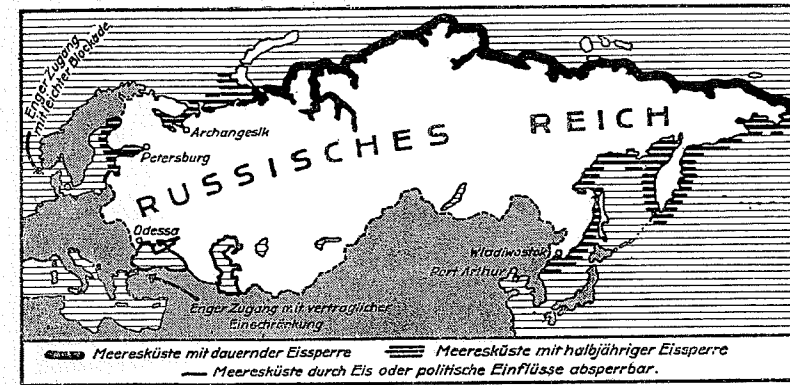 Enger Zugang
mit leichter Blockade
Archangeslk
Petersburg
RUSSISCHES REICH
Odessa
Wladiwostok
Port Arthur
Enger Zugang mit vertraglicher
Einschränkung
Meeresküste mit dauernder Eissperre
Meeresküste mit halbjähriger Eissperre
Meeresküste durch Eis oder politische Einflüsse absperrbar.